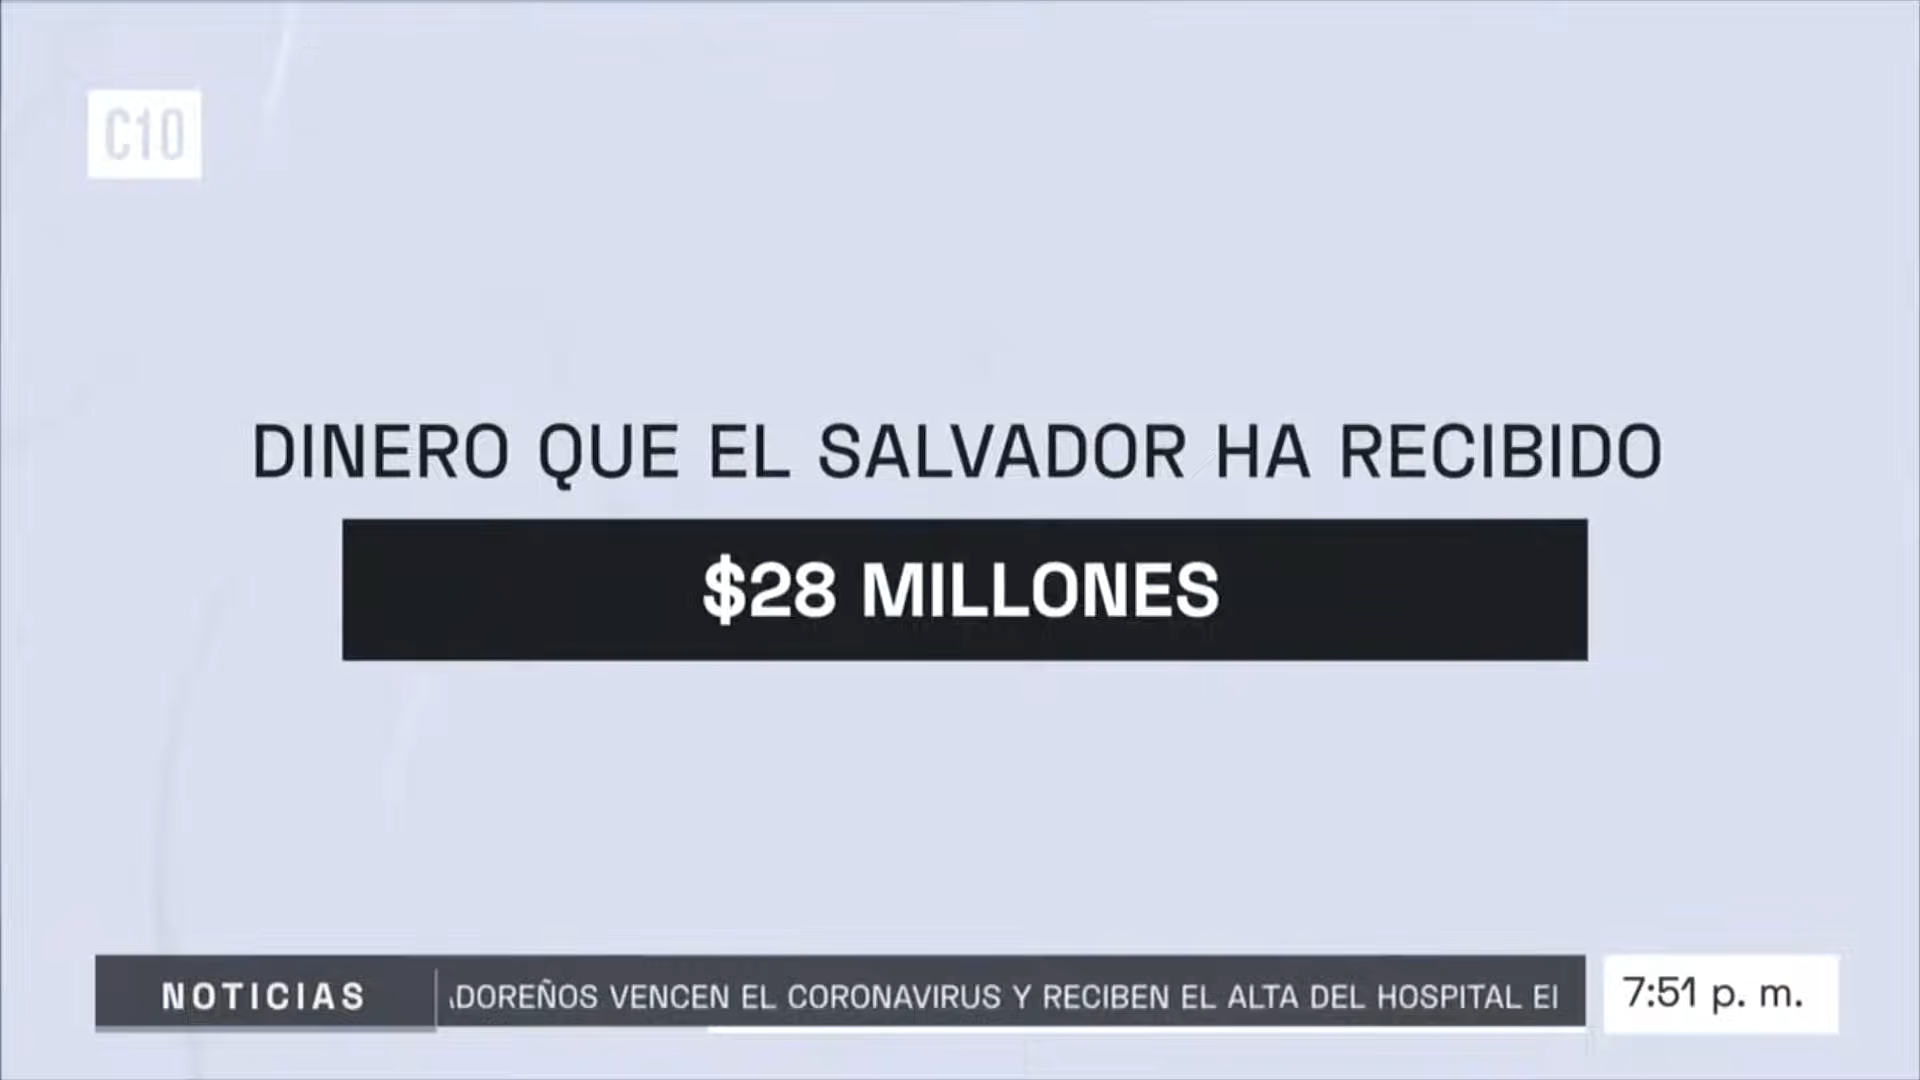 C10
DINERO QUE EL SALVADOR HA RECIBIDO
$28 MILLONES
NOTICIAS
VENCEN EL CORONAVIRUS Y RECIBEN EL ALTA DEL HOSPITAL
7:51 p. m.